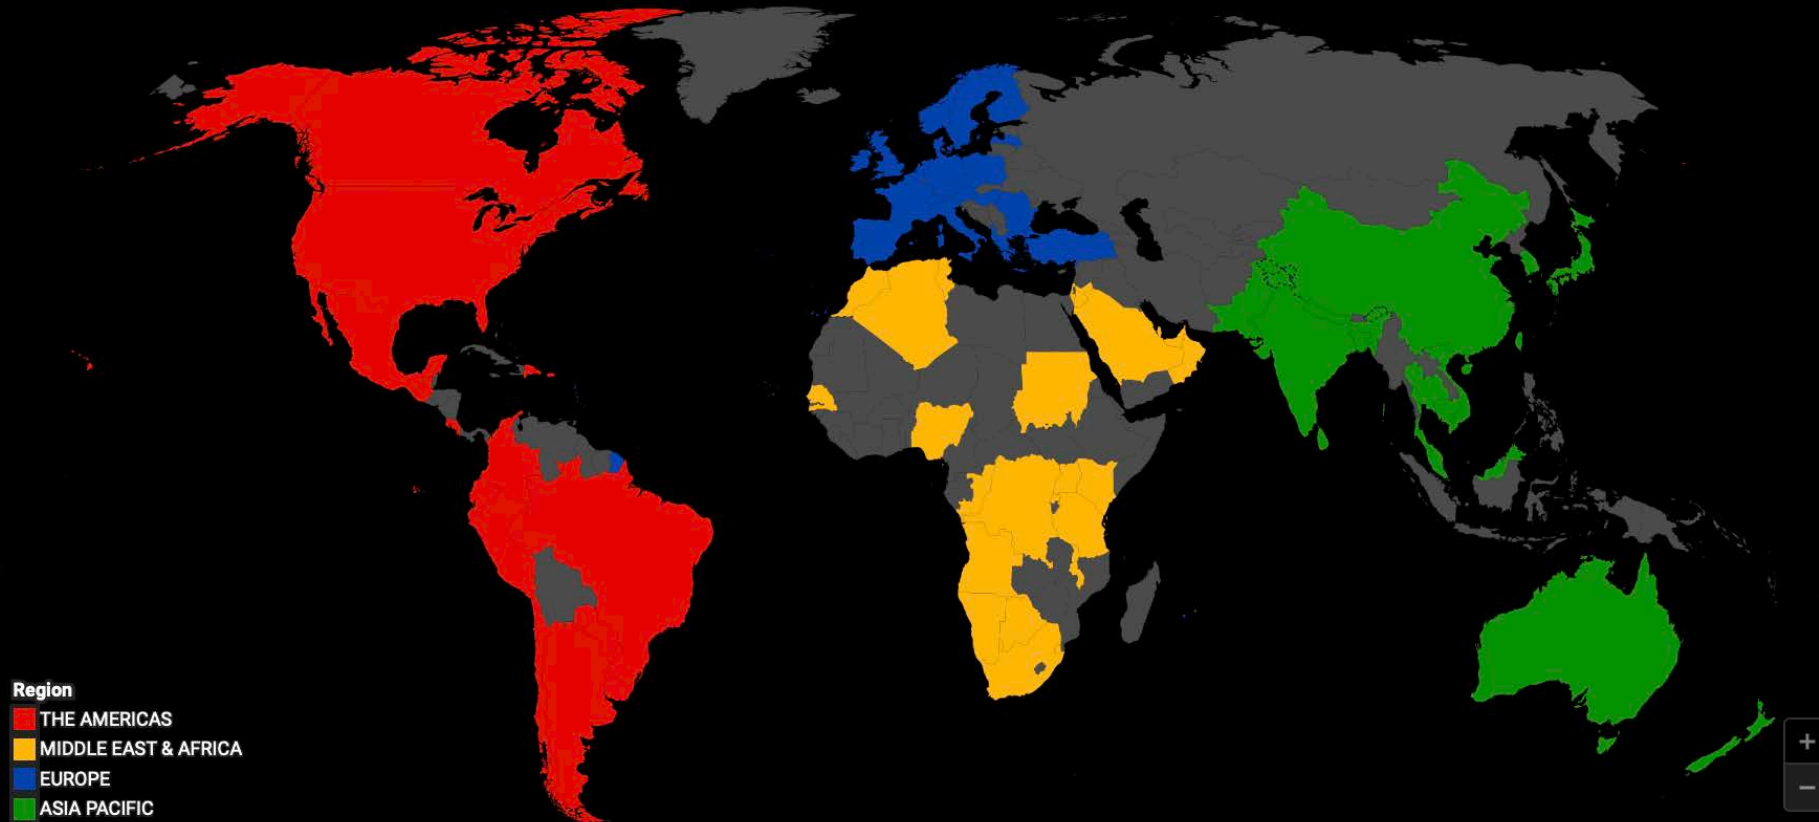 Region
THE AMERICAS
MIDDLE EAST & AFRICA
EUROPE
ASIA PACIFIC
+
−